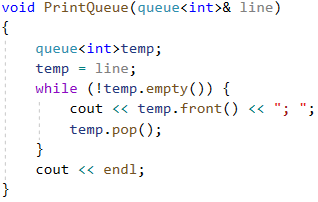 void PrintQueue(queue<int>& line)
{
    queue<int>temp;
    temp = line;
    while (!temp.empty()) {
        cout << temp.front() << "; ";
        temp.pop();
    }
    cout << endl;
}